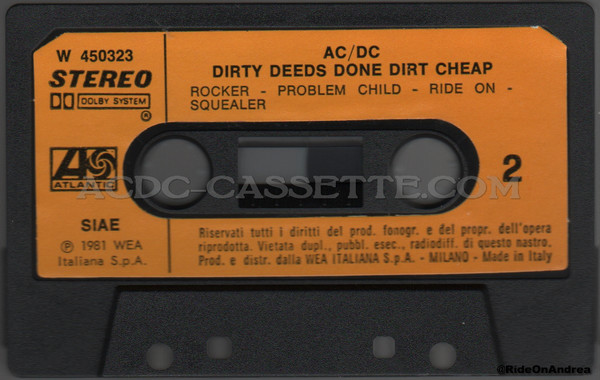 W 450323
STEREO
DOLBY SYSTEM
®
ATLANTIC
SIAE
℗ 1981 WEA
Italiana S.p.A.
AC/DC
DIRTY DEEDS DONE DIRT CHEAP
ROCKER - PROBLEM CHILD - RIDE ON -
SQUEALER
2
ACDC-CASSETTE.COM
Riservati tutti i diritti del prod. fonogr. e del propr. dell'opera
riprodotta. Vietata dupl., pubbl. esec., radiodiff. di questo nastro.
Prod. e distr. dalla WEA ITALIANA S.p.A. - MILANO - Made in Italy
@RideOnAndrea